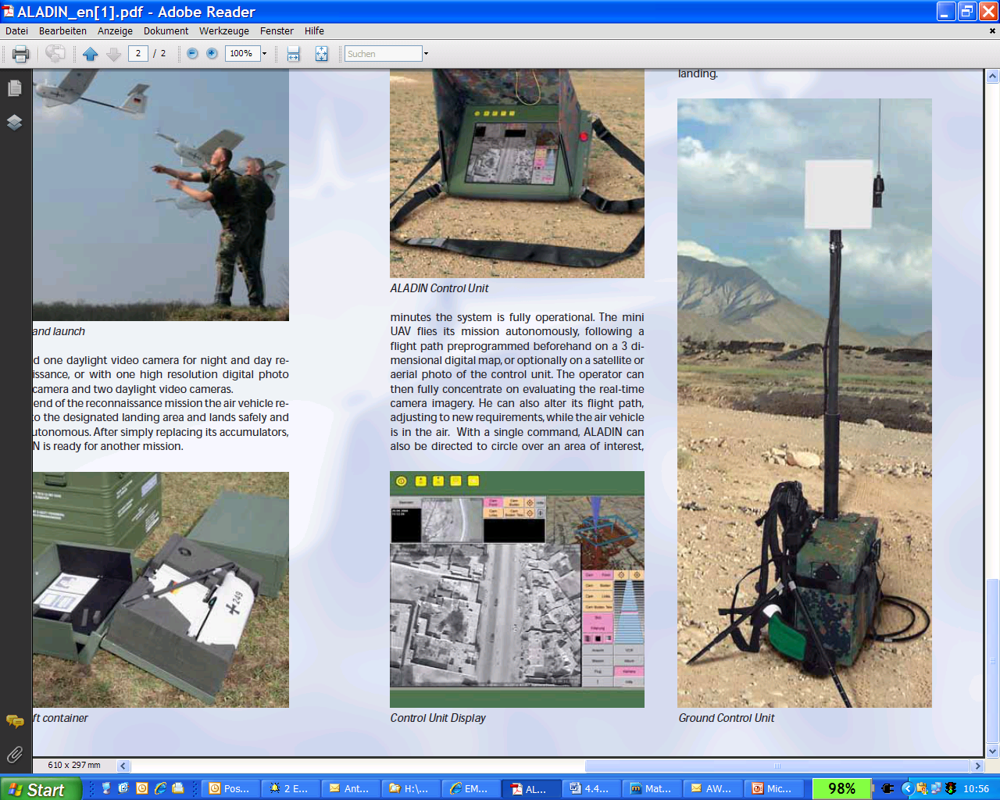 ALADIN_en[1].pdf - Adobe Reader
Datei Bearbeiten Anzeige Dokument Werkzeuge Fenster Hilfe
2 / 2 100% Suchen
and launch
d one daylight video camera for night and day re-
issance, or with one high resolution digital photo
camera and two daylight video cameras.
end of the reconnaissance mission the air vehicle re-
o the designated landing area and lands safely and
utonomous. After simply replacing its accumulators,
N is ready for another mission.
249
ft container
ALADIN Control Unit
minutes the system is fully operational. The mini
UAV flies its mission autonomously, following a
flight path preprogrammed beforehand on a 3 di-
mensional digital map, or optionally on a satellite or
aerial photo of the control unit. The operator can
then fully concentrate on evaluating the real-time
camera imagery. He can also alter its flight path,
adjusting to new requirements, while the air vehicle
is in the air. With a single command, ALADIN can
also be directed to circle over an area of interest,
Control Unit Display
landing.
Ground Control Unit
610 x 297 mm
Start Pos... 2 E... Ant... H:\... EM... AL... 4.4... Mat... AW... Mic... 98% 10:56